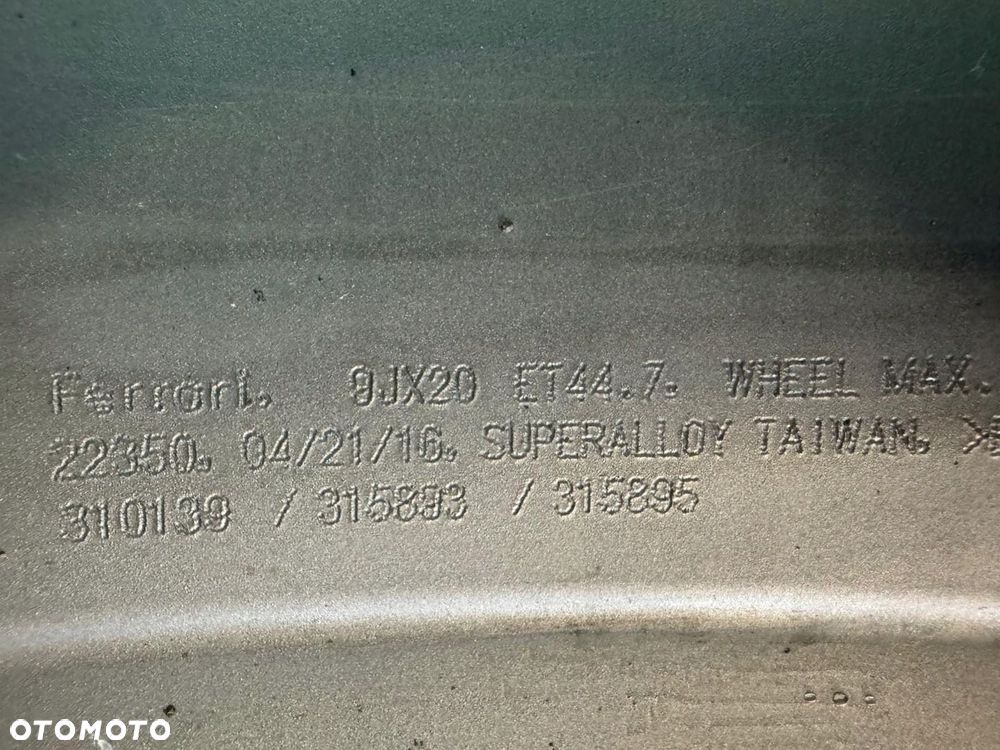 Ferrari. 9JX20 ET44.7. WHEEL MAX.
22350. 04/21/16. SUPERALLOY TAIWAN.
310139 / 315893 / 315895
OTOMOTO